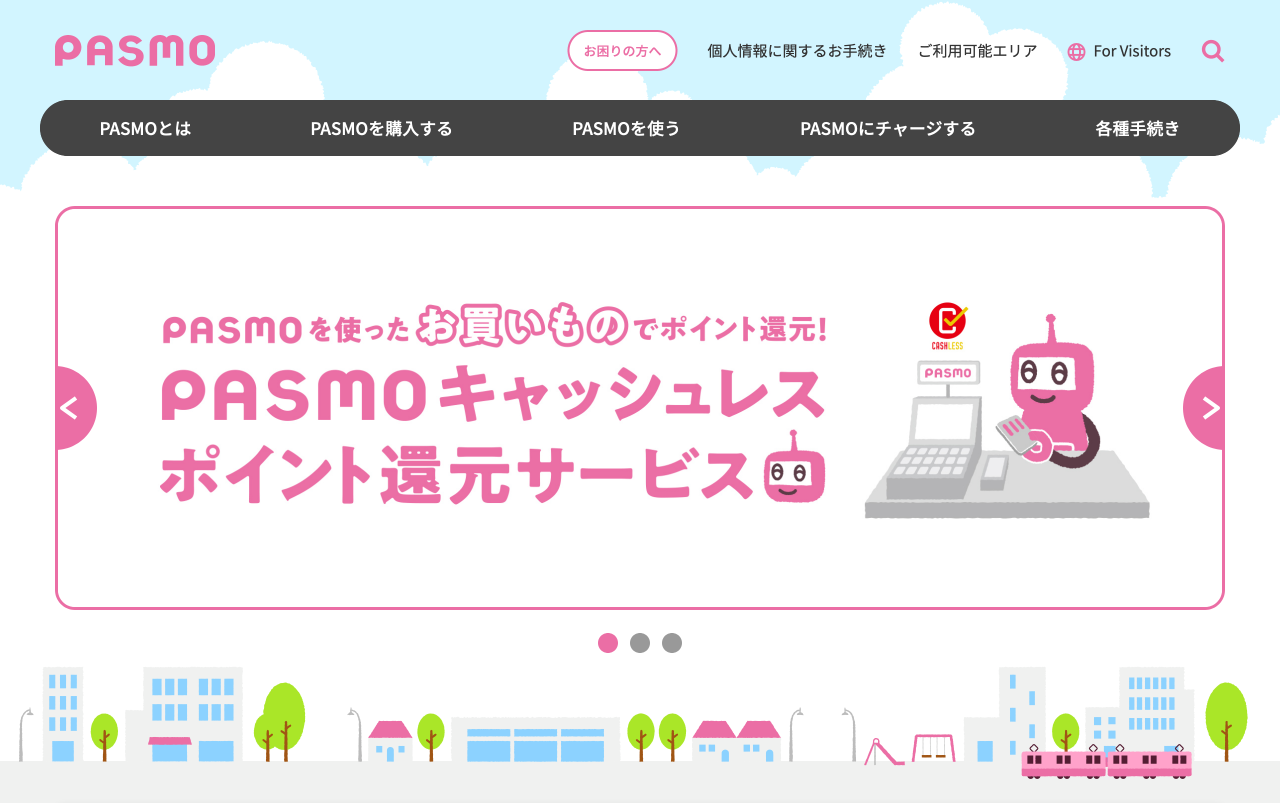 PASMO
お困りの方へ
個人情報に関するお手続き
ご利用可能エリア
For Visitors
PASMOとは
PASMOを購入する
PASMOを使う
PASMOにチャージする
各種手続き
PASMOを使ったお買いものでポイント還元!
PASMOキャッシュレス
ポイント還元サービス
CASHLESS
PASMO